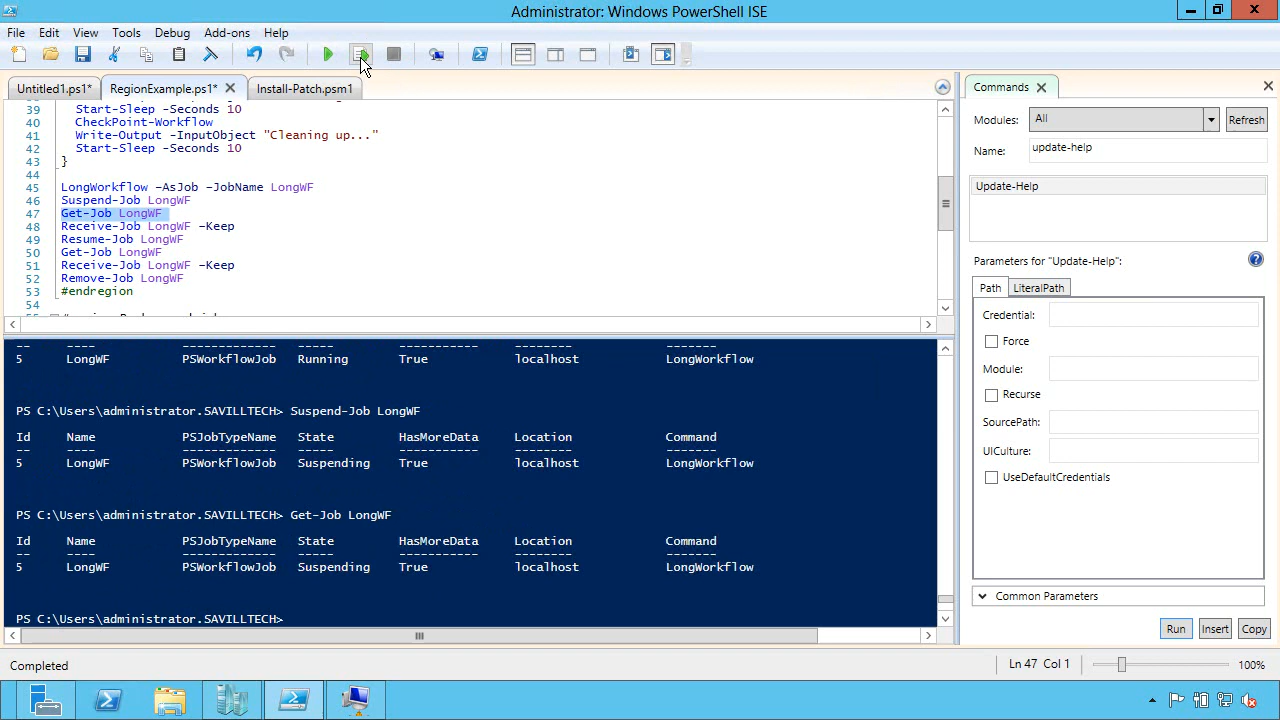 Administrator: Windows PowerShell ISE
File Edit View Tools Debug Add-ons Help
Untitled1.ps1* RegionExample.ps1* Install-Patch.psm1
39 Start-Sleep -Seconds 10
40 CheckPoint-Workflow
41 Write-Output -InputObject "Cleaning up..."
42 Start-Sleep -Seconds 10
43 }
44
45 LongWorkflow -AsJob -JobName LongWF
46 Suspend-Job LongWF
47 Get-Job LongWF
48 Receive-Job LongWF -Keep
49 Resume-Job LongWF
50 Get-Job LongWF
51 Receive-Job LongWF -Keep
52 Remove-Job LongWF
53 #endregion
54
-- ---- ------------- ----- ----------- -------- -------
5 LongWF PSWorkflowJob Running True localhost LongWorkflow
PS C:\Users\administrator.SAVILLTECH> Suspend-Job LongWF
Id Name PSJobTypeName State HasMoreData Location Command
-- ---- ------------- ----- ----------- -------- -------
5 LongWF PSWorkflowJob Suspending True localhost LongWorkflow
PS C:\Users\administrator.SAVILLTECH> Get-Job LongWF
Id Name PSJobTypeName State HasMoreData Location Command
-- ---- ------------- ----- ----------- -------- -------
5 LongWF PSWorkflowJob Suspending True localhost LongWorkflow
PS C:\Users\administrator.SAVILLTECH>
Commands
Modules: All Refresh
Name: update-help
Update-Help
Parameters for "Update-Help":
Path LiteralPath
Credential:
Force
Module:
Recurse
SourcePath:
UICulture:
UseDefaultCredentials
Common Parameters
Run Insert Copy
Completed Ln 47 Col 1 100%